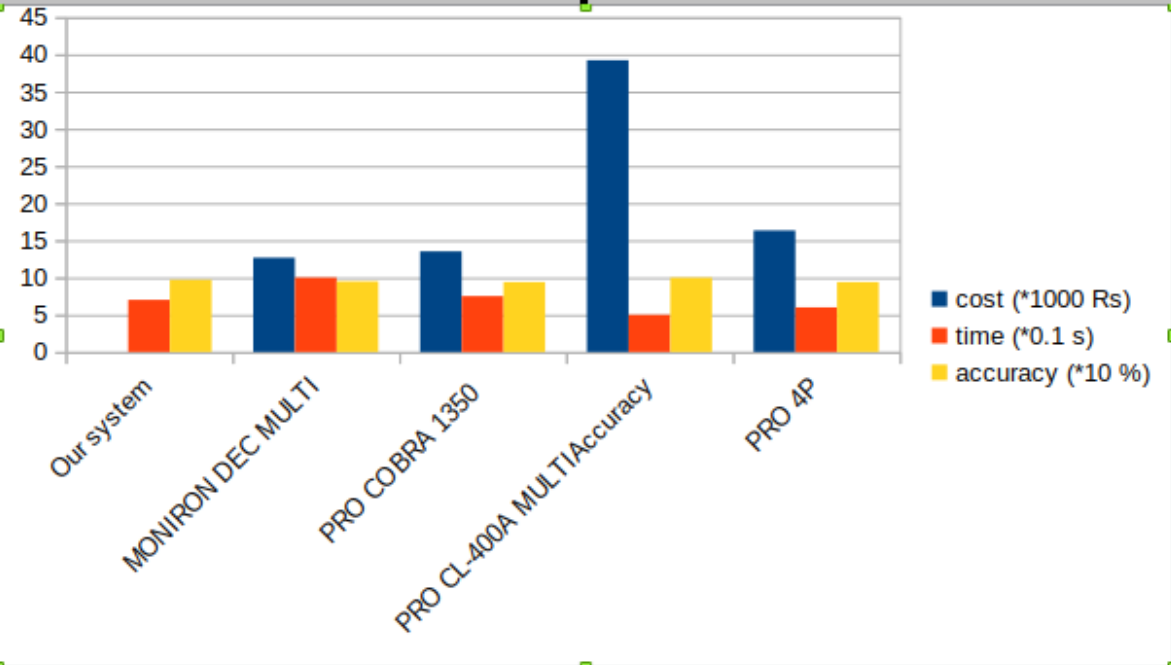 45
40
35
30
25
20
15
10
5
0
Our system
MONIRON DEC MULTI
PRO COBRA 1350
PRO CL-400A MULTIAccuracy
PRO 4P
cost (*1000 Rs)
time (*0.1 s)
accuracy (*10 %)